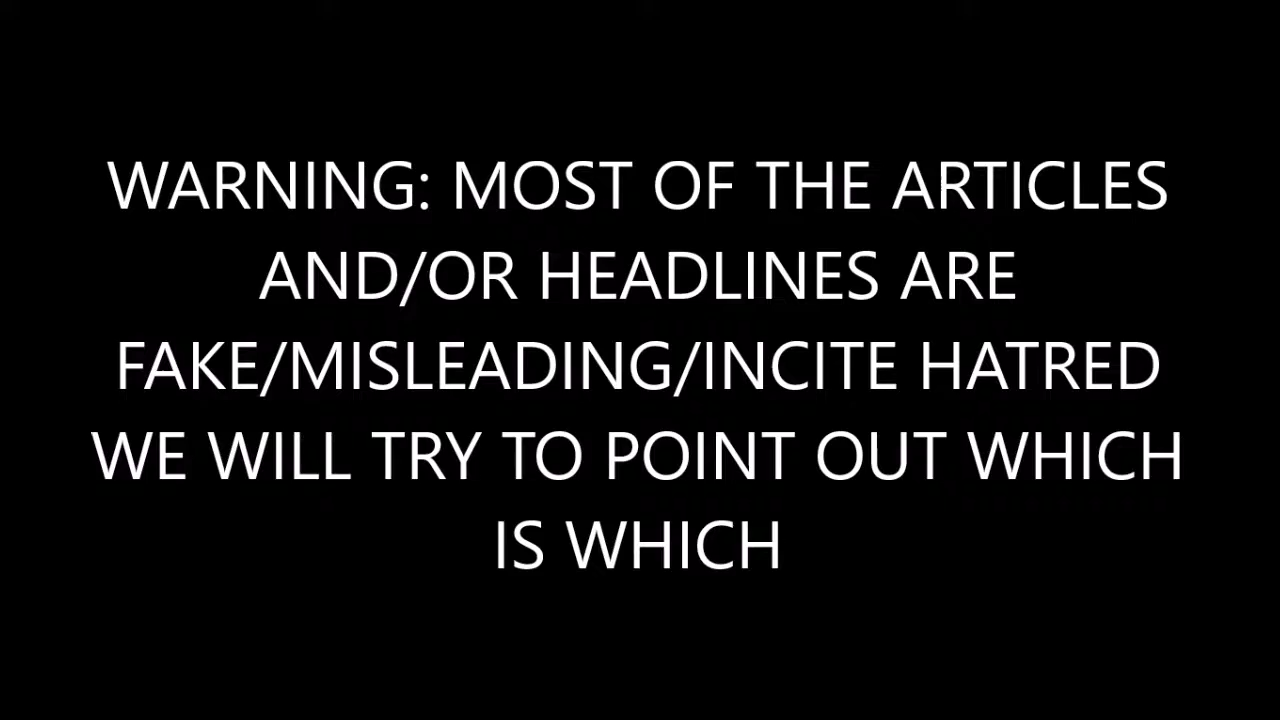 WARNING: MOST OF THE ARTICLES
AND/OR HEADLINES ARE
FAKE/MISLEADING/INCITE HATRED
WE WILL TRY TO POINT OUT WHICH
IS WHICH